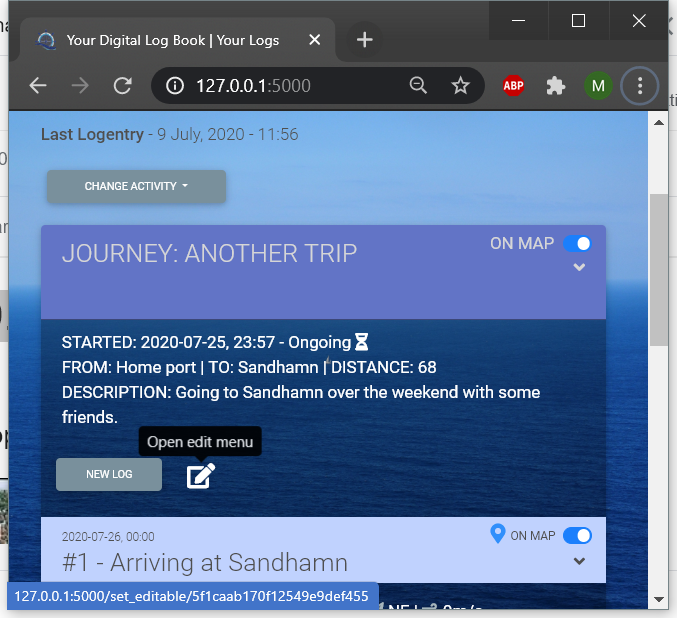 Your Digital Log Book | Your Logs
127.0.0.1:5000
ABP
M
Last Logentry - 9 July, 2020 - 11:56
CHANGE ACTIVITY
JOURNEY: ANOTHER TRIP
ON MAP
STARTED: 2020-07-25, 23:57 - Ongoing
FROM: Home port | TO: Sandhamn | DISTANCE: 68
DESCRIPTION: Going to Sandhamn over the weekend with some
friends.
Open edit menu
NEW LOG
2020-07-26, 00:00
ON MAP
#1 - Arriving at Sandhamn
127.0.0.1:5000/set_editable/5f1caab170f12549e9def455